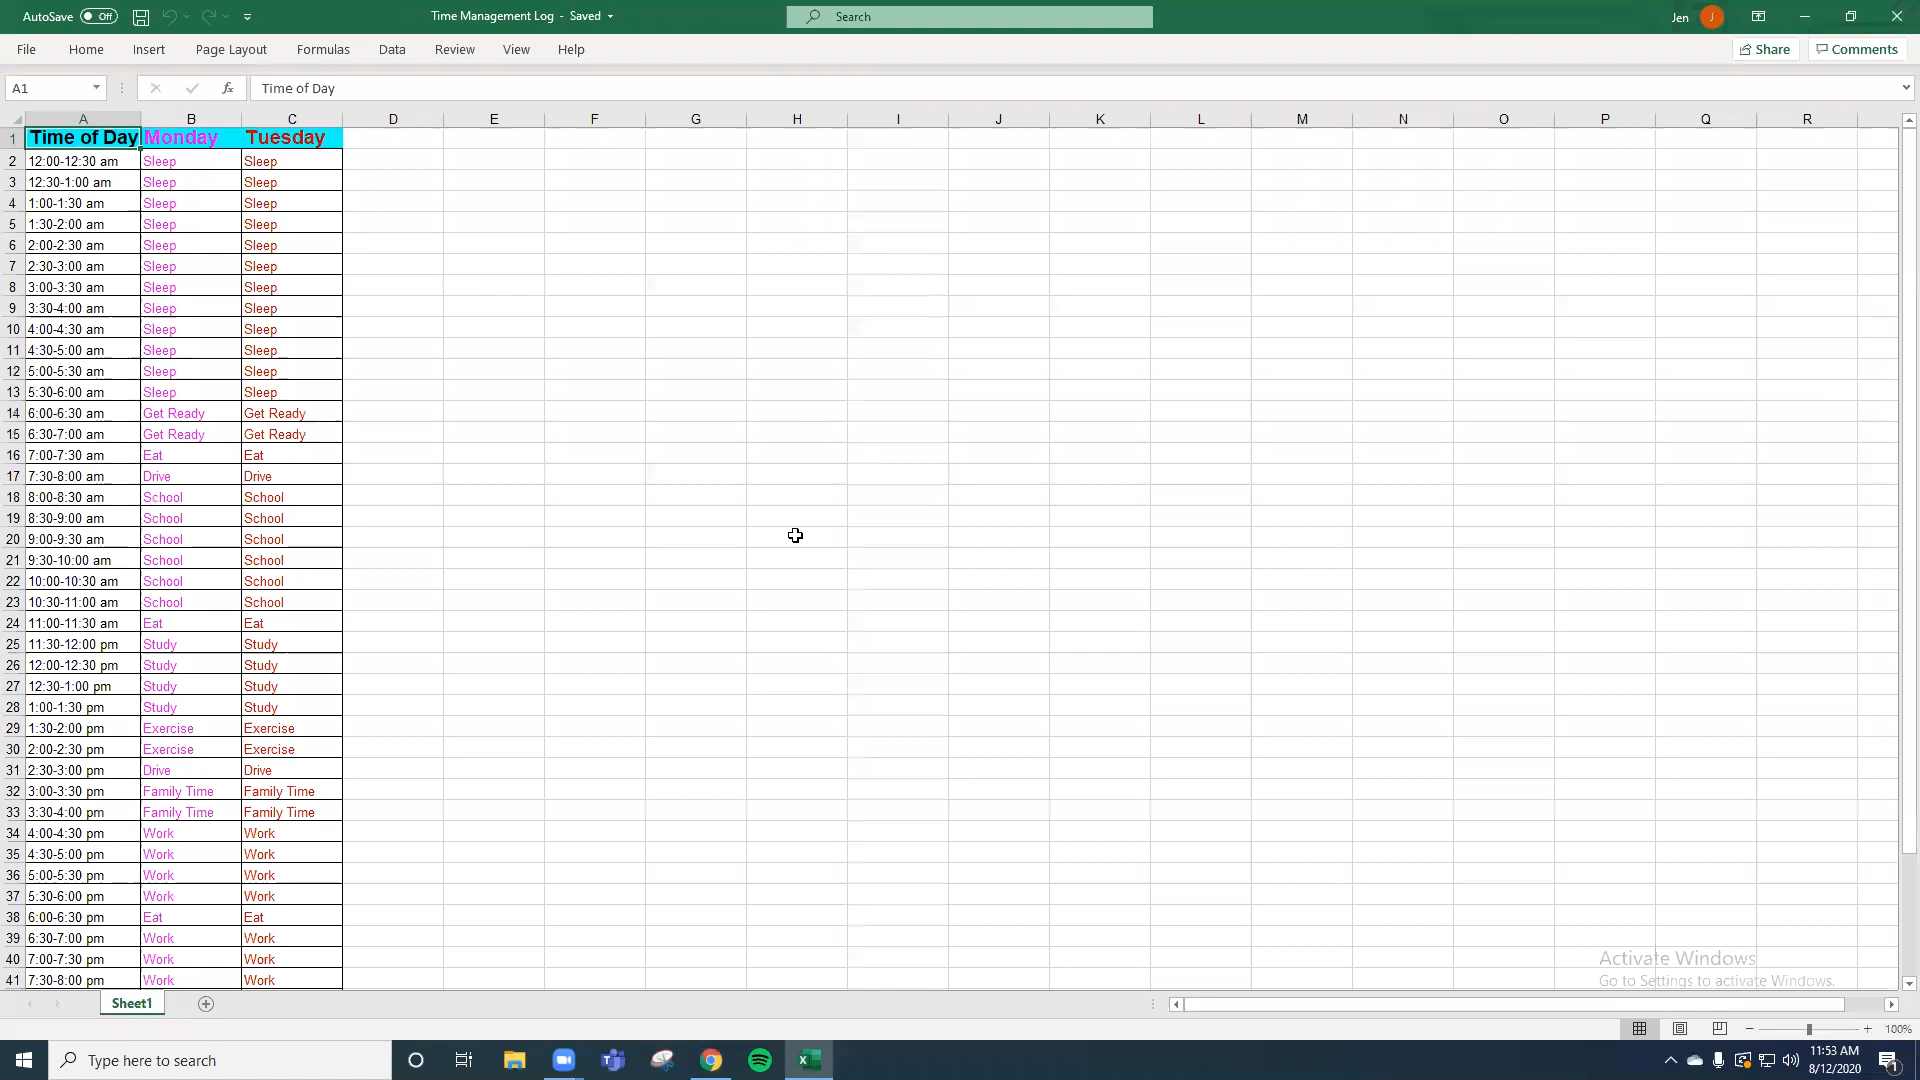 AutoSave Off Time Management Log - Saved Search Jen J
File Home Insert Page Layout Formulas Data Review View Help Share Comments
A1 fx Time of Day
A B C D E F G H I J K L M N O P Q R
1 Time of Day Monday Tuesday
2 12:00-12:30 am Sleep Sleep
3 12:30-1:00 am Sleep Sleep
4 1:00-1:30 am Sleep Sleep
5 1:30-2:00 am Sleep Sleep
6 2:00-2:30 am Sleep Sleep
7 2:30-3:00 am Sleep Sleep
8 3:00-3:30 am Sleep Sleep
9 3:30-4:00 am Sleep Sleep
10 4:00-4:30 am Sleep Sleep
11 4:30-5:00 am Sleep Sleep
12 5:00-5:30 am Sleep Sleep
13 5:30-6:00 am Sleep Sleep
14 6:00-6:30 am Get Ready Get Ready
15 6:30-7:00 am Get Ready Get Ready
16 7:00-7:30 am Eat Eat
17 7:30-8:00 am Drive Drive
18 8:00-8:30 am School School
19 8:30-9:00 am School School
20 9:00-9:30 am School School
21 9:30-10:00 am School School
22 10:00-10:30 am School School
23 10:30-11:00 am School School
24 11:00-11:30 am Eat Eat
25 11:30-12:00 pm Study Study
26 12:00-12:30 pm Study Study
27 12:30-1:00 pm Study Study
28 1:00-1:30 pm Study Study
29 1:30-2:00 pm Exercise Exercise
30 2:00-2:30 pm Exercise Exercise
31 2:30-3:00 pm Drive Drive
32 3:00-3:30 pm Family Time Family Time
33 3:30-4:00 pm Family Time Family Time
34 4:00-4:30 pm Work Work
35 4:30-5:00 pm Work Work
36 5:00-5:30 pm Work Work
37 5:30-6:00 pm Work Work
38 6:00-6:30 pm Eat Eat
39 6:30-7:00 pm Work Work
40 7:00-7:30 pm Work Work
41 7:30-8:00 pm Work Work
Activate Windows
Go to Settings to activate Windows.
Sheet1
100%
Type here to search
11:53 AM
8/12/2020
1